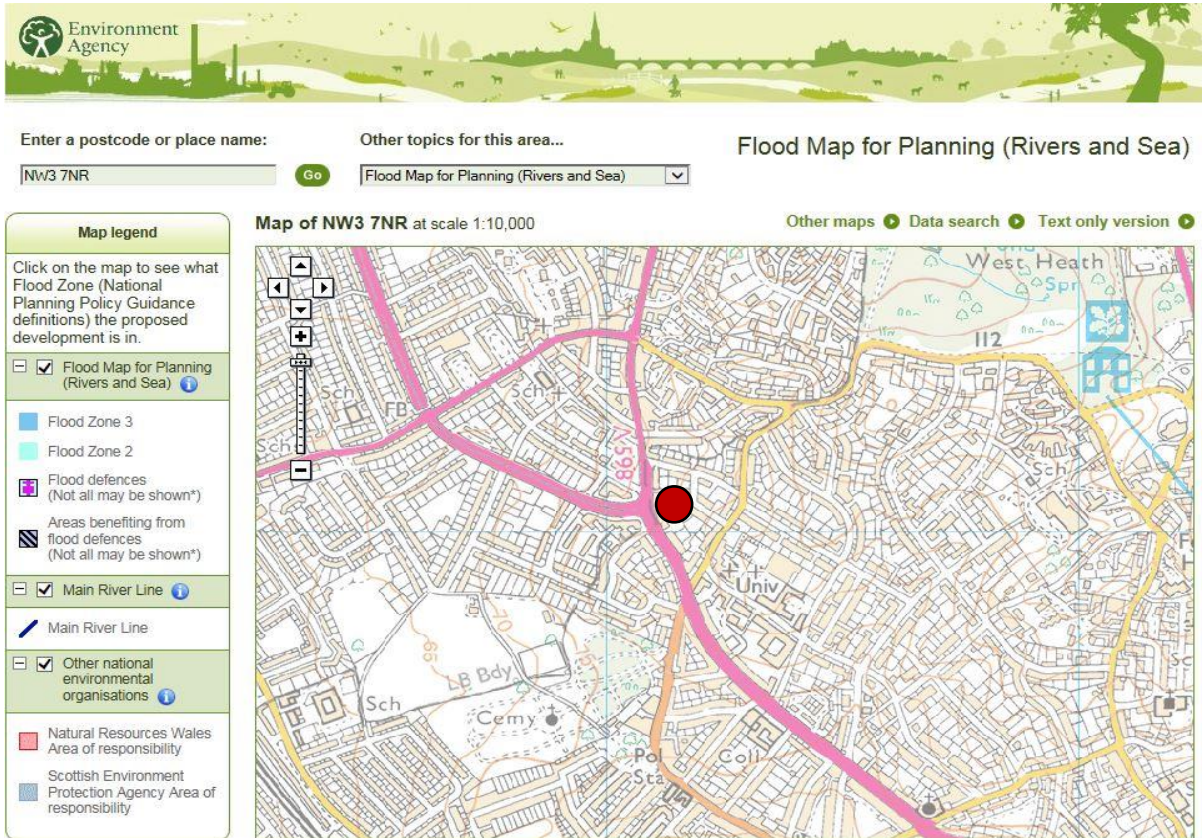 Environment
Agency
Enter a postcode or place name:
Other topics for this area...
Flood Map for Planning (Rivers and Sea)
NW3 7NR
Go
Flood Map for Planning (Rivers and Sea)
Map legend
Map of NW3 7NR at scale 1:10,000
Other maps
Data search
Text only version
Click on the map to see what
Flood Zone (National
Planning Policy Guidance
definitions) the proposed
development is in.
Flood Map for Planning
(Rivers and Sea)
Flood Zone 3
Flood Zone 2
Flood defences
(Not all may be shown*)
Areas benefiting from
flood defences
(Not all may be shown*)
Main River Line
Main River Line
Other national
environmental
organisations
Natural Resources Wales
Area of responsibility
Scottish Environment
Protection Agency Area of
responsibility
West Heath
Spr
112
Sch
FB
Sch
Sch
A598
Sch
Univ
70
65
LB Bdy
Sch
Cemy
Pol
Sta
Coll